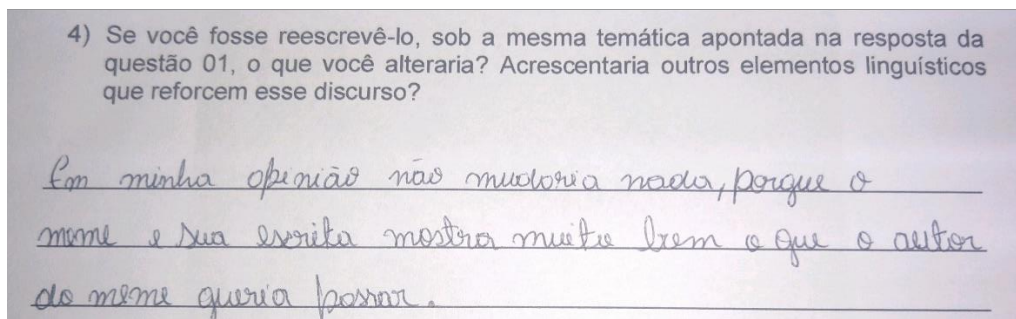 4) Se você fosse reescrevê-lo, sob a mesma temática apontada na resposta da
questão 01, o que você alteraria? Acrescentaria outros elementos linguísticos
que reforcem esse discurso?
Em minha opinião não mudaria nada, porque o
meme e sua escrita mostra muito bem o que o autor
do meme queria passar.